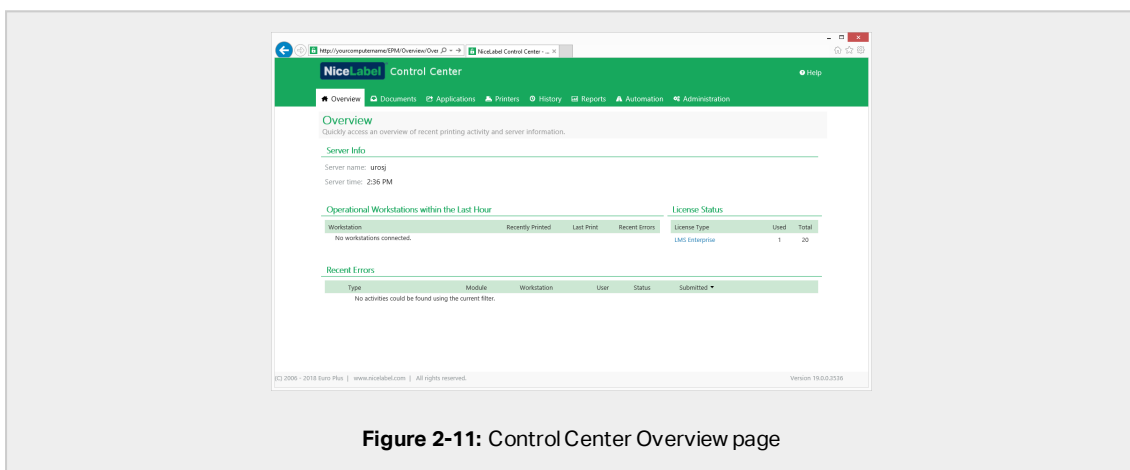 http://yourcomputername/EPM/Overview/Over
NiceLabel Control Center - ...
NiceLabel Control Center
Help
Overview Documents Applications Printers History Reports Automation Administration
Overview
Quickly access an overview of recent printing activity and server information.
Server Info
Server name: urosj
Server time: 2:36 PM
Operational Workstations within the Last Hour License Status
Workstation Recently Printed Last Print Recent Errors License Type Used Total
No workstations connected. LMS Enterprise 1 20
Recent Errors
Type Module Workstation User Status Submitted
No activities could be found using the current filter.
(C) 2006 - 2018 Euro Plus | www.nicelabel.com | All rights reserved. Version 19.0.0.2536
Figure 2-11: Control Center Overview page